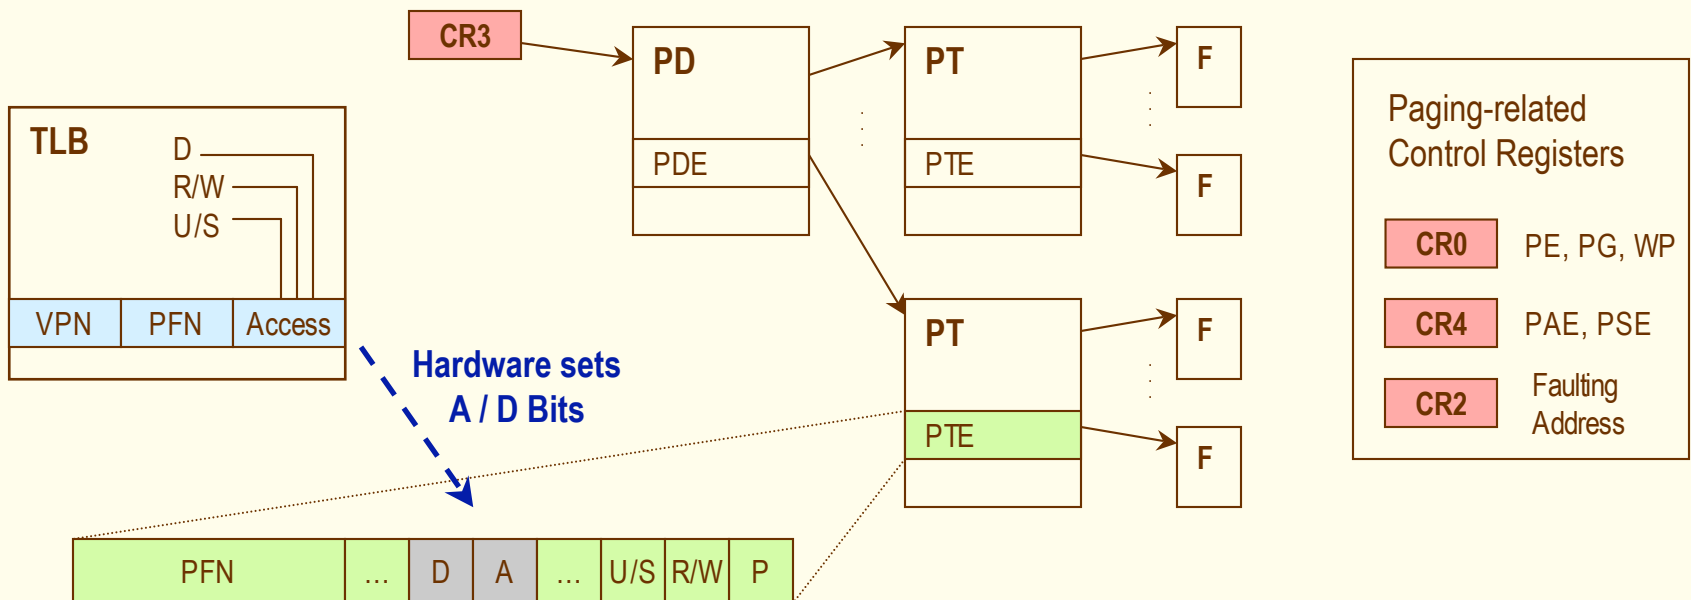 CR3
PD
PDE
PT
PTE
F
F
TLB
D
R/W
U/S
VPN PFN Access
Hardware sets
A / D Bits
PT
PTE
F
F
PFN ... D A ... U/S R/W P
Paging-related
Control Registers
CR0 PE, PG, WP
CR4 PAE, PSE
CR2 Faulting
Address